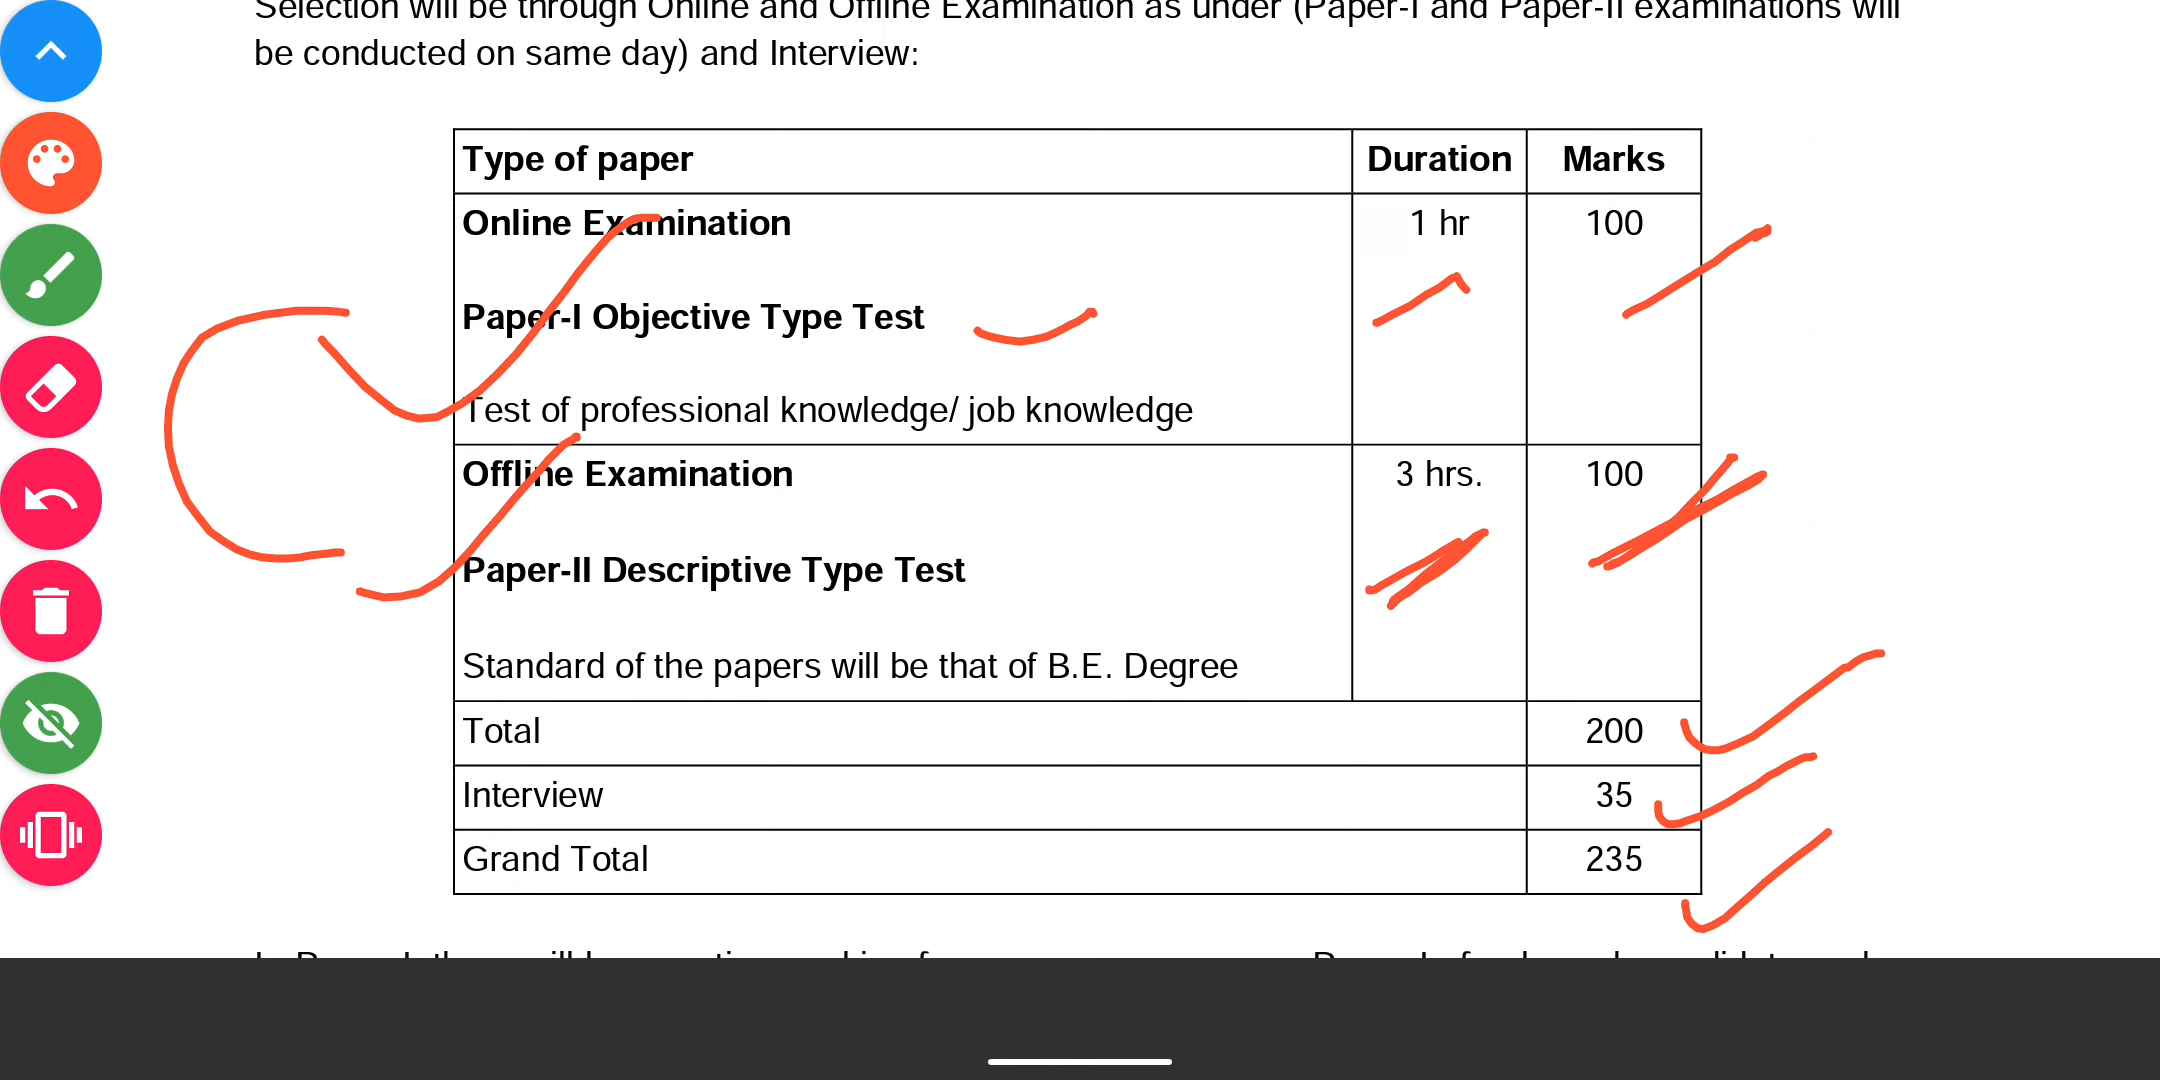 Selection will be through Online and Offline Examination as under (Paper-I and Paper-II examinations will
be conducted on same day) and Interview:
Type of paper Duration Marks
Online Examination 1 hr 100
Paper-I Objective Type Test
Test of professional knowledge/ job knowledge
Offline Examination 3 hrs. 100
Paper-II Descriptive Type Test
Standard of the papers will be that of B.E. Degree
Total 200
Interview 35
Grand Total 235